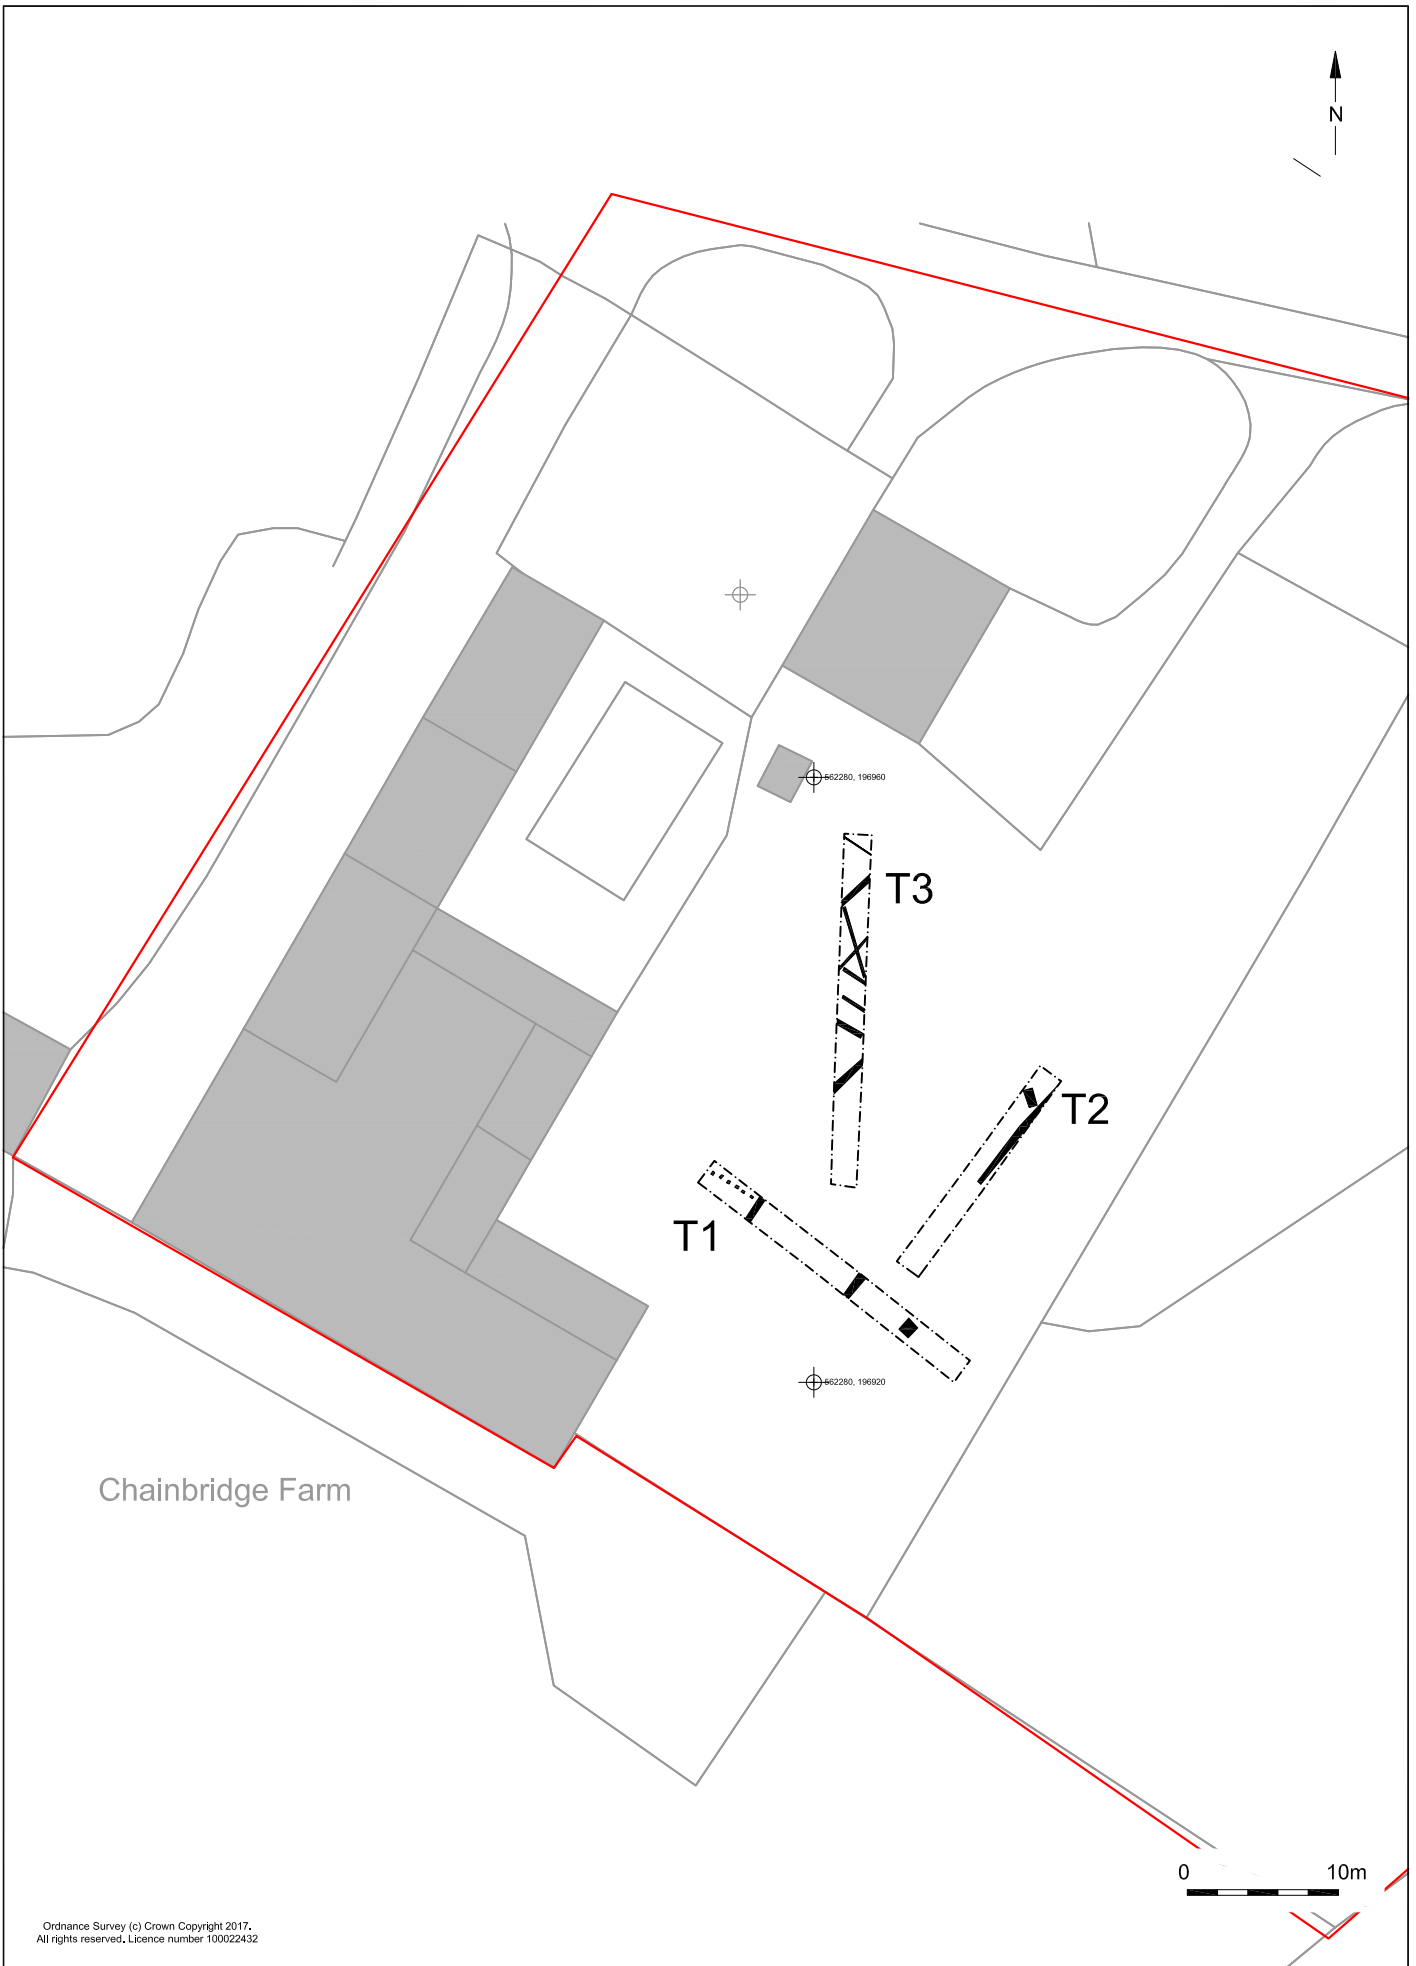 N
562280, 196960
T3
T2
T1
562280, 196920
Chainbridge Farm
0 10m
Ordnance Survey (c) Crown Copyright 2017.
All rights reserved. Licence number 100022432